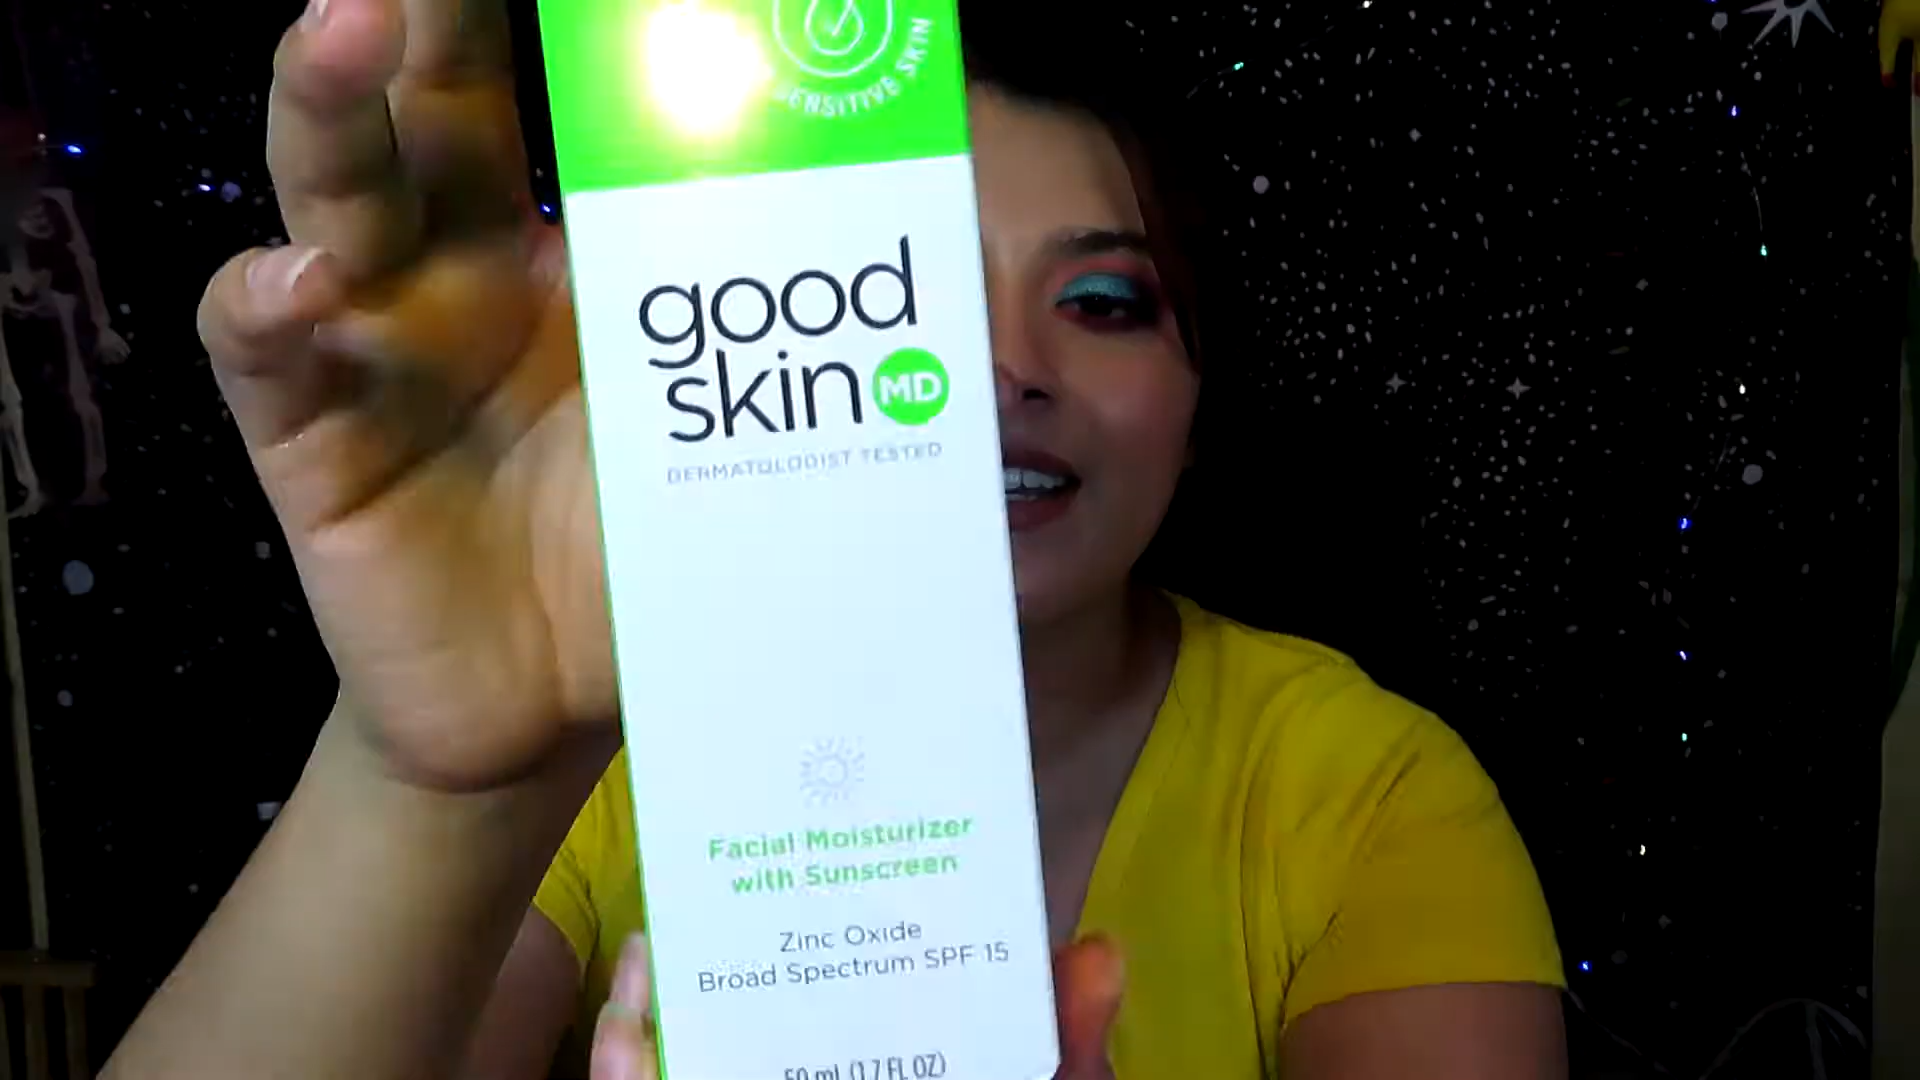 SENSITIVE SKIN
good
skin MD
DERMATOLOGIST TESTED
Facial Moisturizer
with Sunscreen
Zinc Oxide
Broad Spectrum SPF 15
50 mL (1.7 FL OZ)